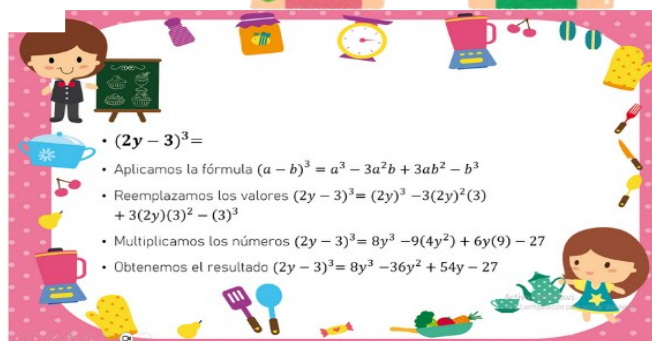 • (2y − 3)³=
• Aplicamos la fórmula (a − b)³ = a³ − 3a²b + 3ab² − b³
• Reemplazamos los valores (2y − 3)³= (2y)³ −3(2y)²(3)
+ 3(2y)(3)² − (3)³
• Multiplicamos los números (2y − 3)³= 8y³ −9(4y²) + 6y(9) − 27
• Obtenemos el resultado (2y − 3)³= 8y³ −36y² + 54y − 27